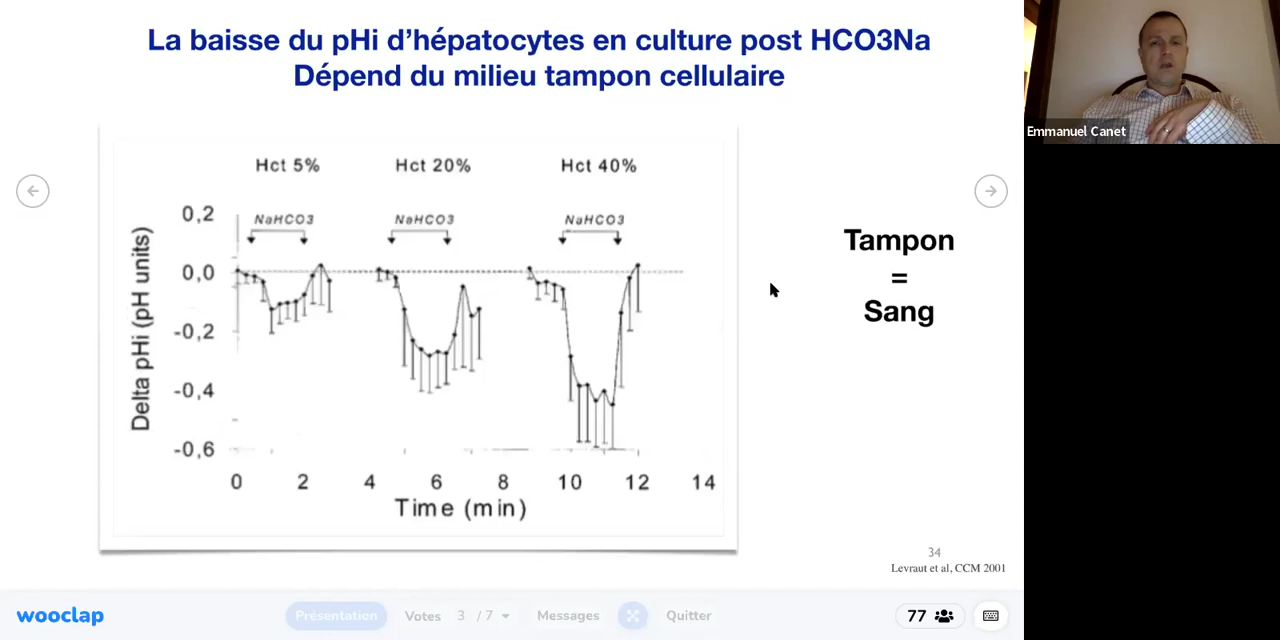 La baisse du pHi d'hépatocytes en culture post HCO3Na
Dépend du milieu tampon cellulaire
Emmanuel Canet
Hct 5%
Hct 20%
Hct 40%
NaHCO3
NaHCO3
NaHCO3
0,2
0,0
-0,2
-0,4
-0,6
Delta pHi (pH units)
0
2
4
6
8
10
12
14
Time (min)
Tampon
=
Sang
34
Levraut et al, CCM 2001
wooclap
Présentation
Votes
3 / 7
Messages
Quitter
77